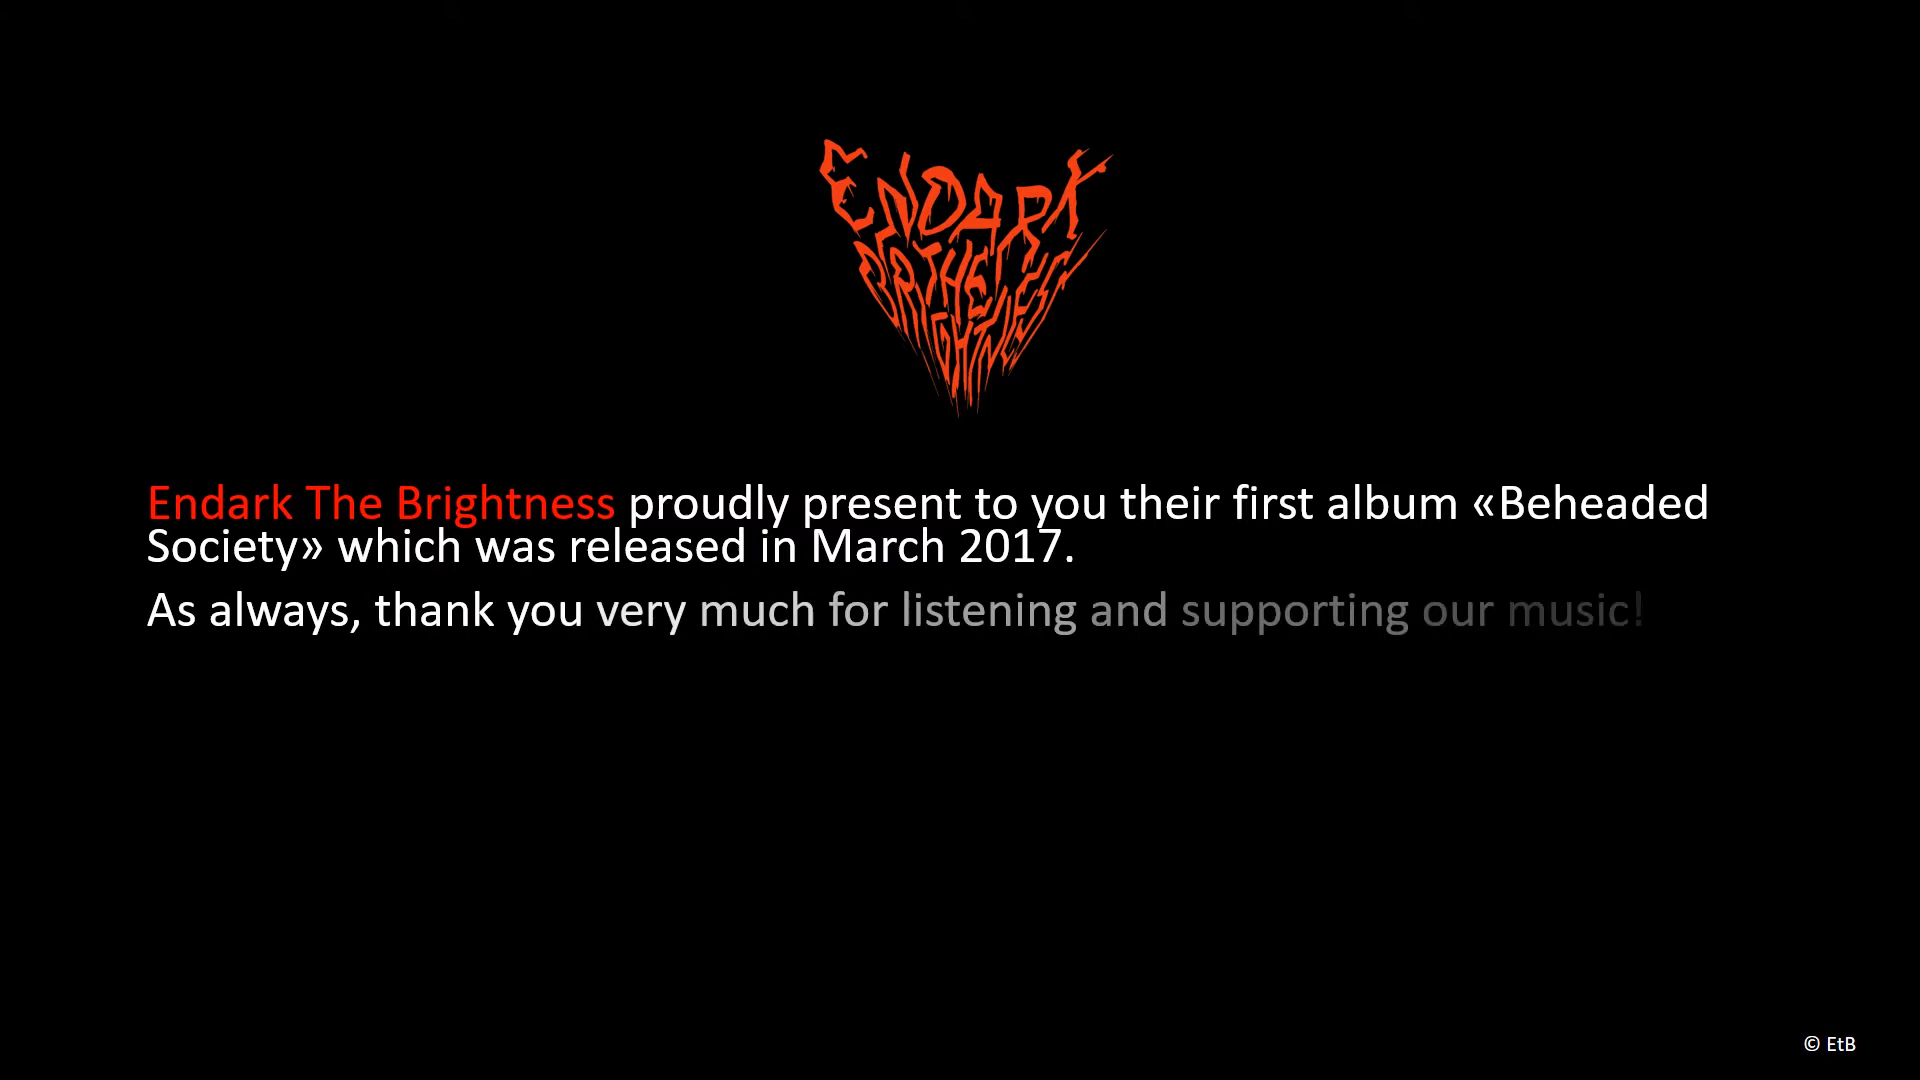 ENDARK
THE
BRIGHTNESS
Endark The Brightness proudly present to you their first album «Beheaded
Society» which was released in March 2017.
As always, thank you very much for listening and supporting our music!
© EtB